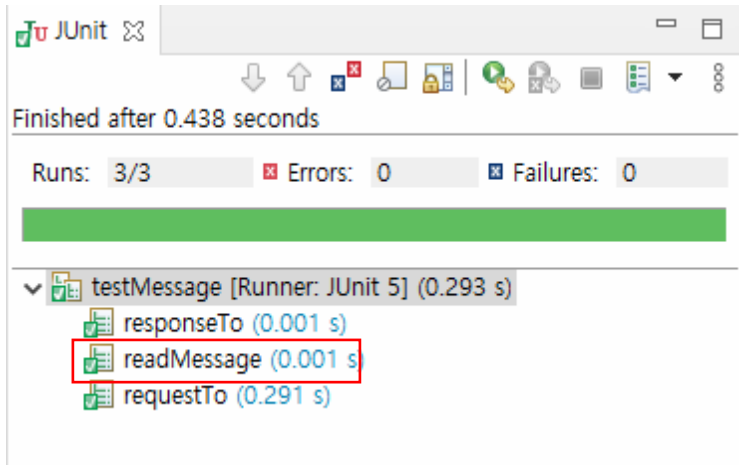 JUnit
Finished after 0.438 seconds
Runs: 3/3 Errors: 0 Failures: 0
testMessage [Runner: JUnit 5] (0.293 s)
responseTo (0.001 s)
readMessage (0.001 s)
requestTo (0.291 s)